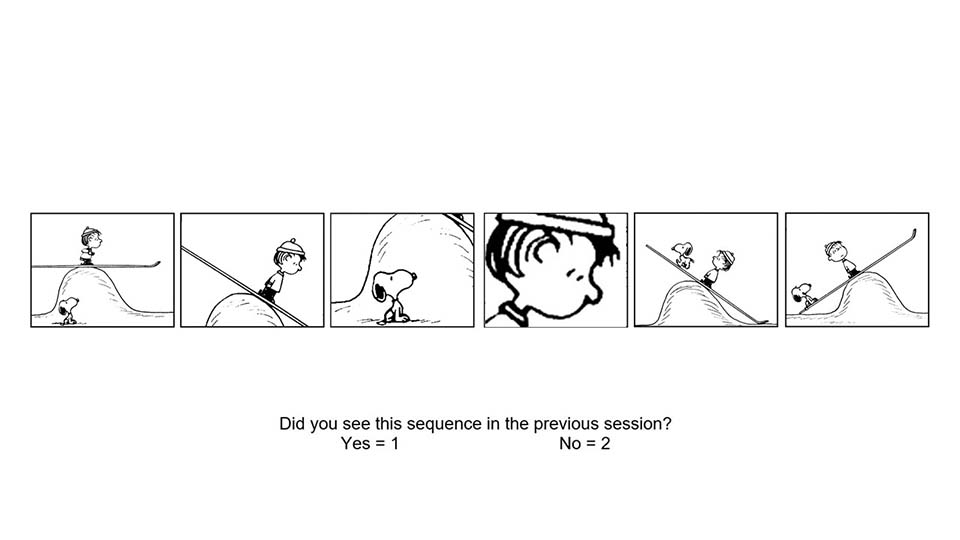 Did you see this sequence in the previous session?
Yes = 1 No = 2